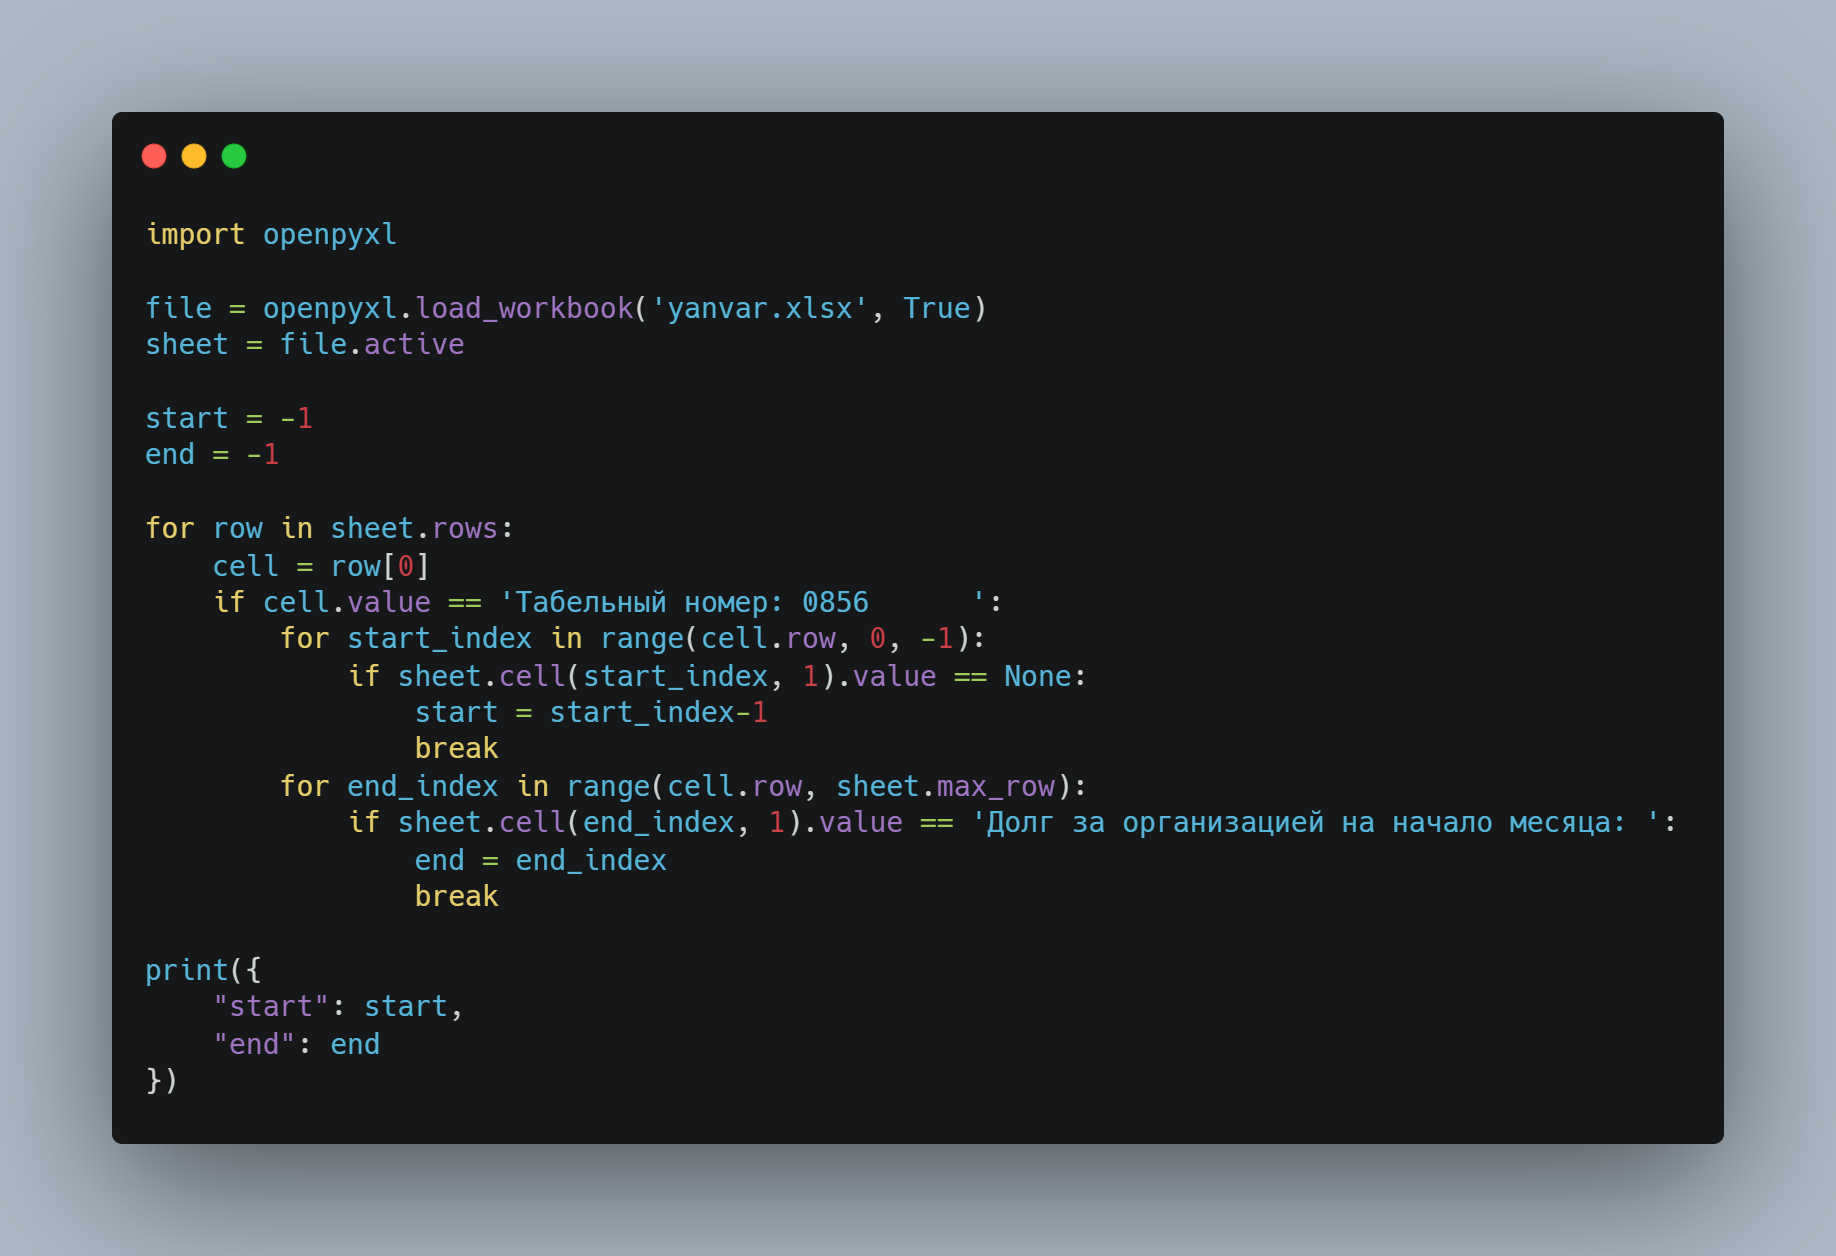 import openpyxl

file = openpyxl.load_workbook('yanvar.xlsx', True)
sheet = file.active

start = -1
end = -1

for row in sheet.rows:
    cell = row[0]
    if cell.value == 'Табельный номер: 0856      ':
        for start_index in range(cell.row, 0, -1):
            if sheet.cell(start_index, 1).value == None:
                start = start_index-1
                break
        for end_index in range(cell.row, sheet.max_row):
            if sheet.cell(end_index, 1).value == 'Долг за организацией на начало месяца: ':
                end = end_index
                break

print({
    "start": start,
    "end": end
})